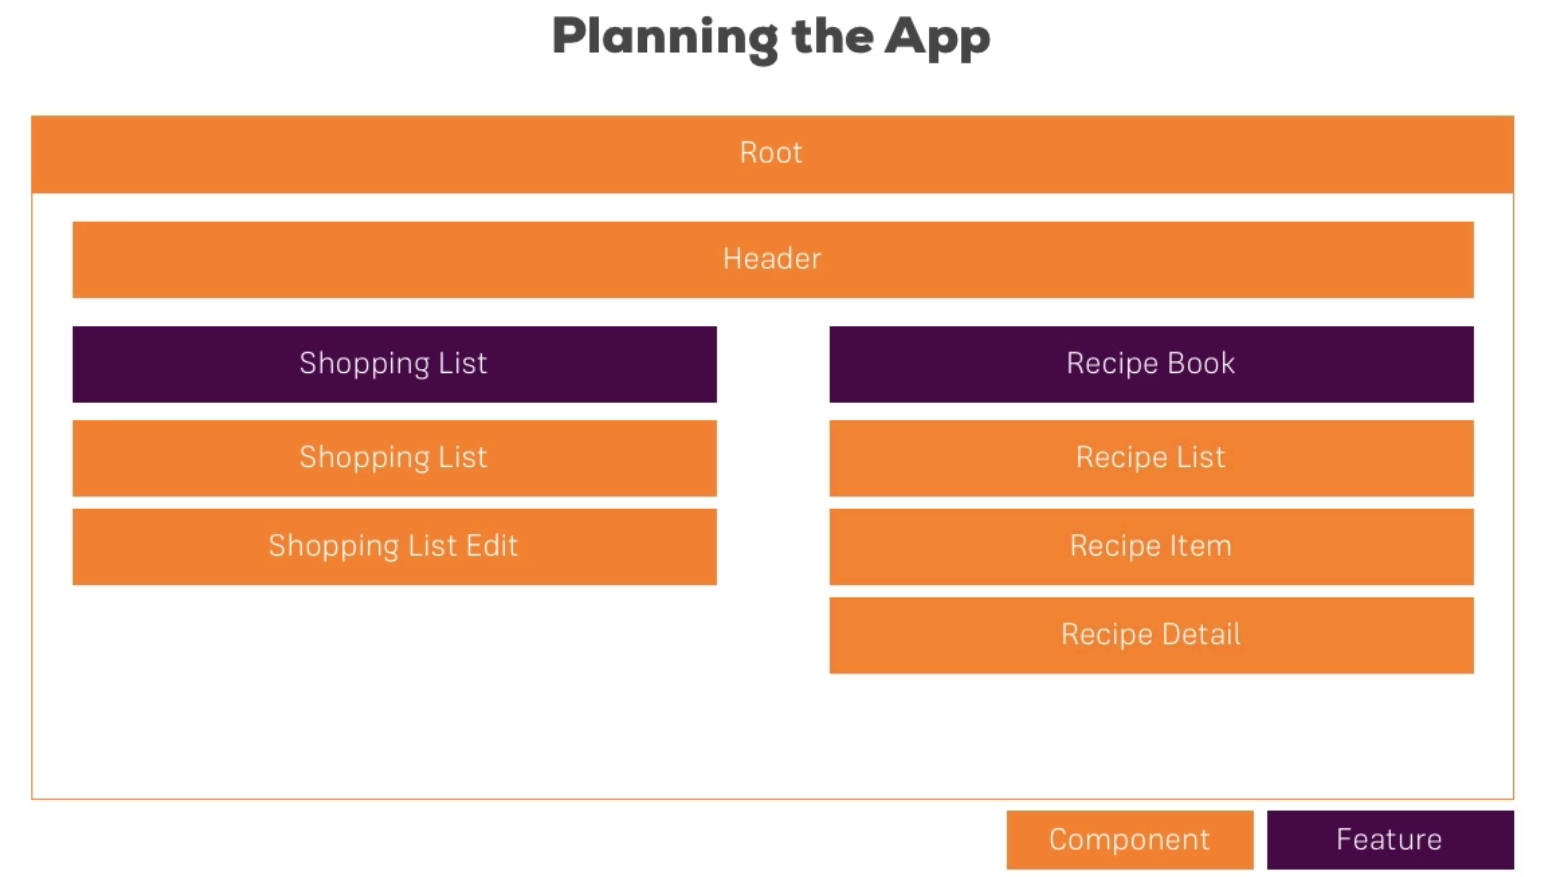 Planning the App
Root
Header
Shopping List
Recipe Book
Shopping List
Recipe List
Shopping List Edit
Recipe Item
Recipe Detail
Component
Feature